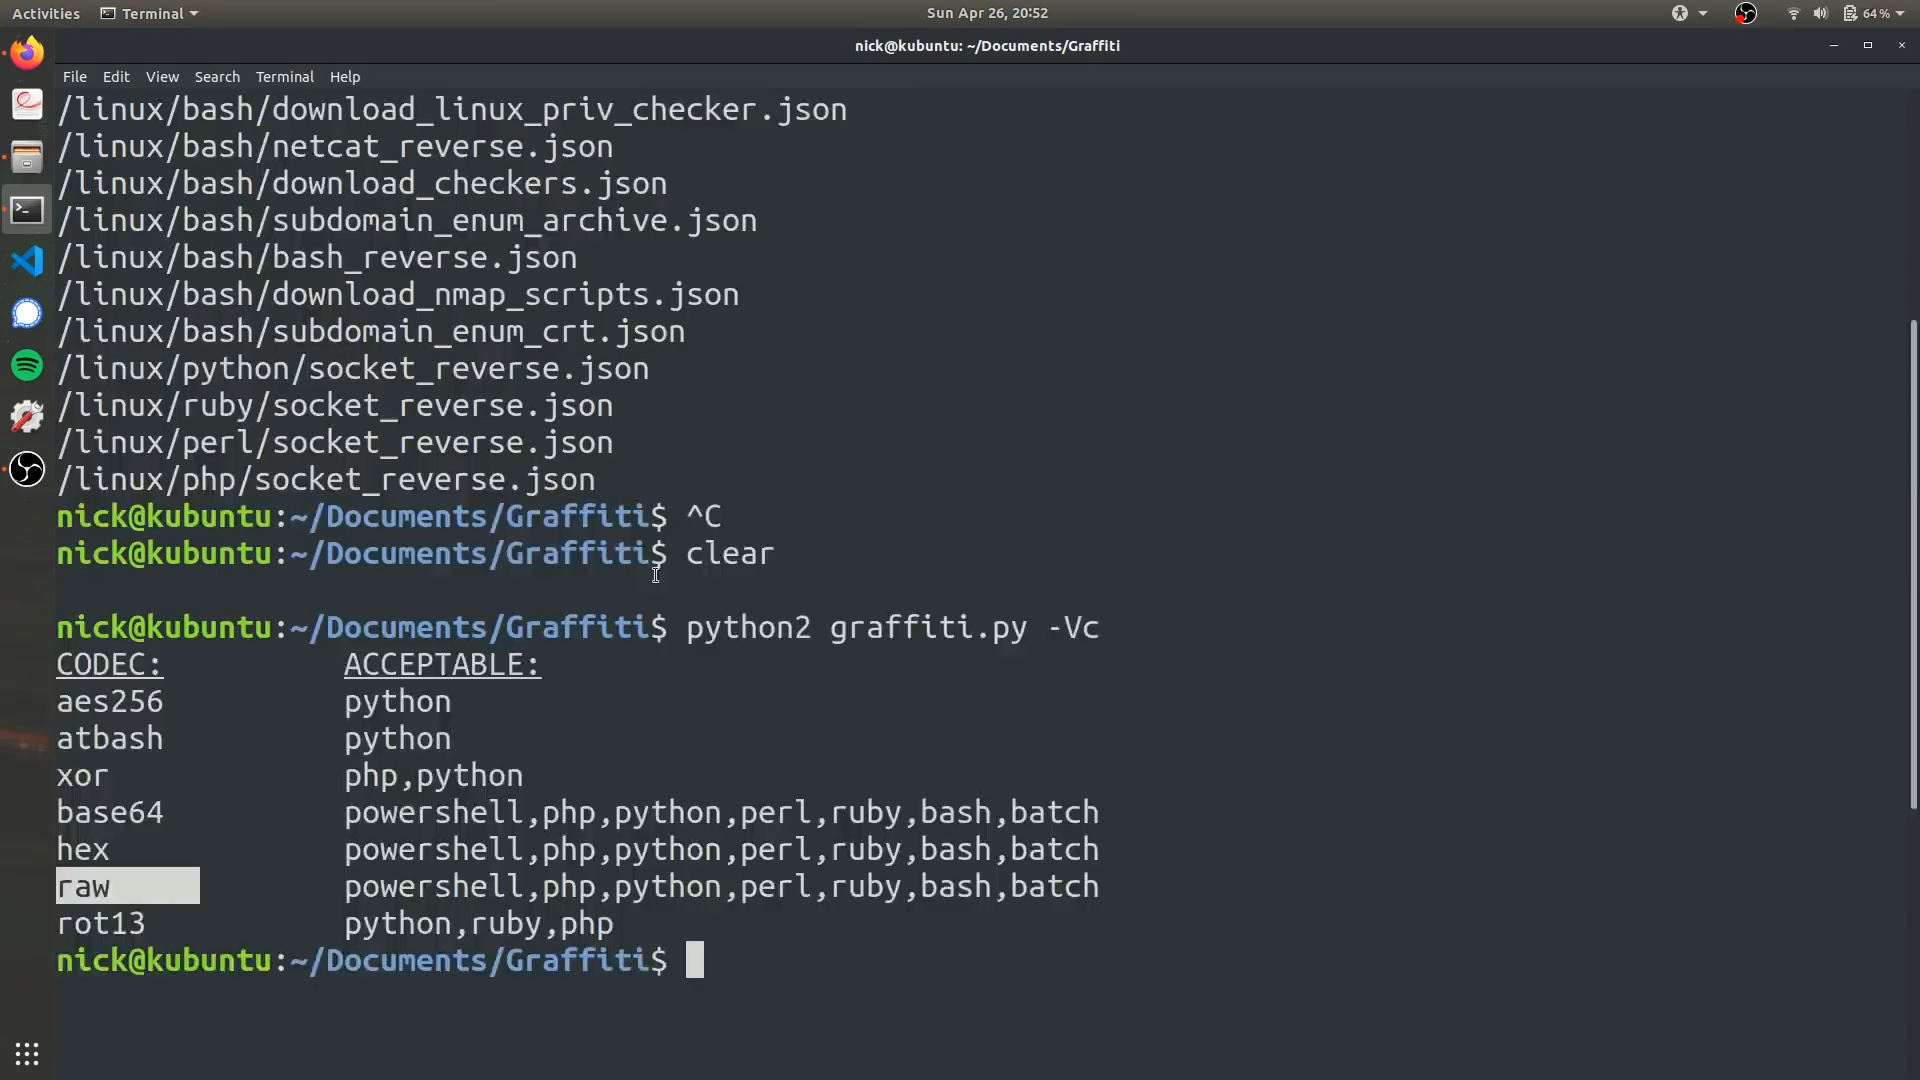 Activities Terminal Sun Apr 26, 20:52 64%
nick@kubuntu: ~/Documents/Graffiti
File Edit View Search Terminal Help
/linux/bash/download_linux_priv_checker.json
/linux/bash/netcat_reverse.json
/linux/bash/download_checkers.json
/linux/bash/subdomain_enum_archive.json
/linux/bash/bash_reverse.json
/linux/bash/download_nmap_scripts.json
/linux/bash/subdomain_enum_crt.json
/linux/python/socket_reverse.json
/linux/ruby/socket_reverse.json
/linux/perl/socket_reverse.json
/linux/php/socket_reverse.json
nick@kubuntu:~/Documents/Graffiti$ ^C
nick@kubuntu:~/Documents/Graffiti$ clear
nick@kubuntu:~/Documents/Graffiti$ python2 graffiti.py -Vc
CODEC: ACCEPTABLE:
aes256 python
atbash python
xor php,python
base64 powershell,php,python,perl,ruby,bash,batch
hex powershell,php,python,perl,ruby,bash,batch
raw powershell,php,python,perl,ruby,bash,batch
rot13 python,ruby,php
nick@kubuntu:~/Documents/Graffiti$